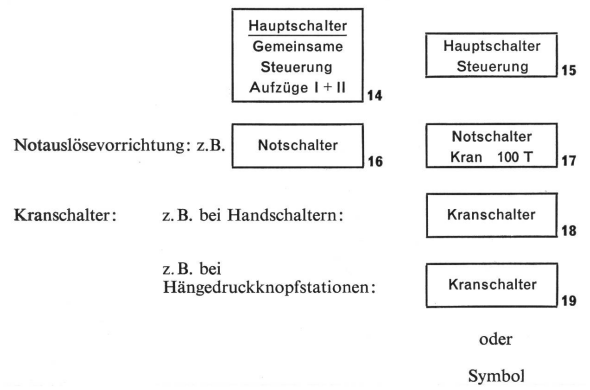 Hauptschalter
Gemeinsame
Steuerung
Aufzüge I + II
14
Hauptschalter
Steuerung
15
Notauslösevorrichtung: z.B.
Notschalter
16
Notschalter
Kran 100 T
17
Kranschalter: z. B. bei Handschaltern:
Kranschalter
18
z. B. bei
Hängedruckknopfstationen:
Kranschalter
19
oder
Symbol